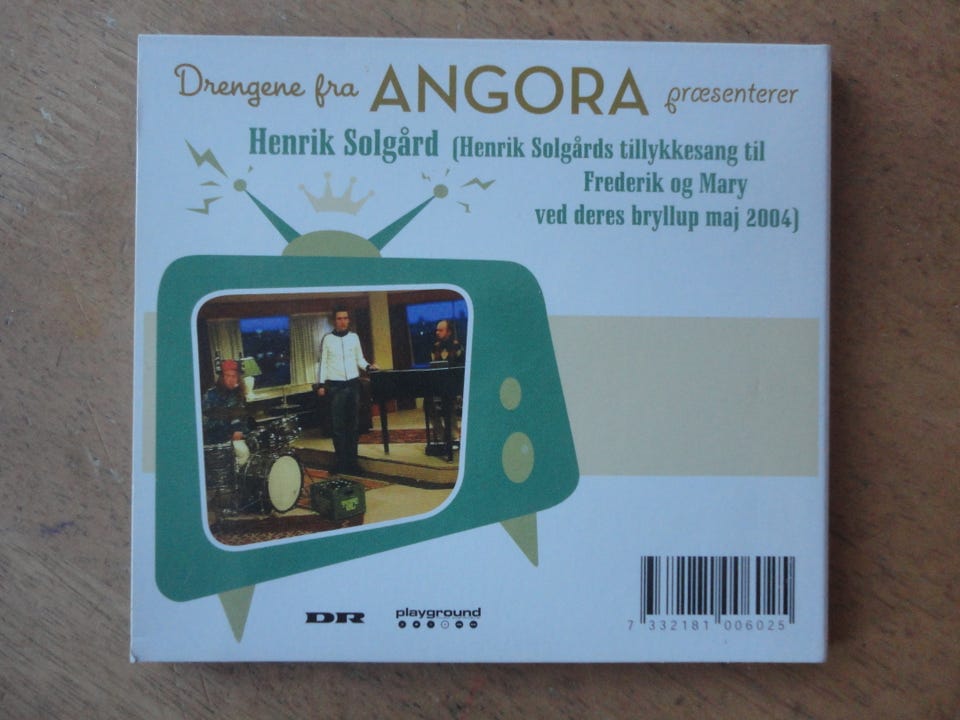 Drengene fra ANGORA præsenterer
Henrik Solgård (Henrik Solgårds tillykkesang til
Frederik og Mary
ved deres bryllup maj 2004)
DR
playground
7 332181 006025